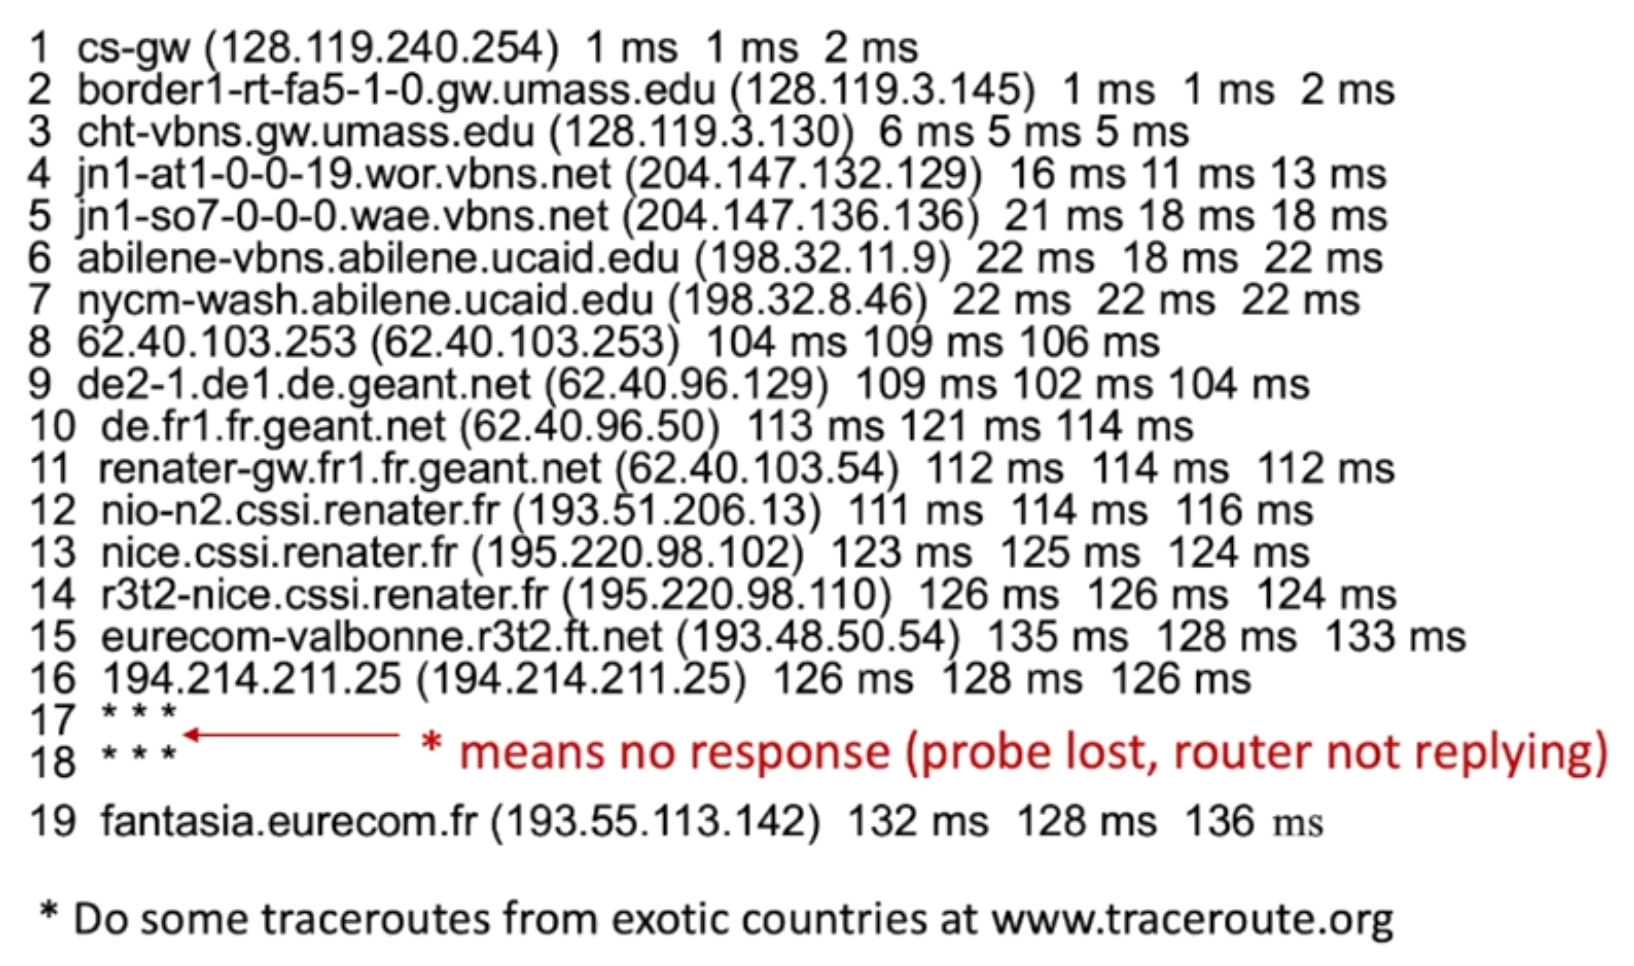 1 cs-gw (128.119.240.254) 1 ms 1 ms 2 ms
2 border1-rt-fa5-1-0.gw.umass.edu (128.119.3.145) 1 ms 1 ms 2 ms
3 cht-vbns.gw.umass.edu (128.119.3.130) 6 ms 5 ms 5 ms
4 jn1-at1-0-0-19.wor.vbns.net (204.147.132.129) 16 ms 11 ms 13 ms
5 jn1-so7-0-0-0.wae.vbns.net (204.147.136.136) 21 ms 18 ms 18 ms
6 abilene-vbns.abilene.ucaid.edu (198.32.11.9) 22 ms 18 ms 22 ms
7 nycm-wash.abilene.ucaid.edu (198.32.8.46) 22 ms 22 ms 22 ms
8 62.40.103.253 (62.40.103.253) 104 ms 109 ms 106 ms
9 de2-1.de1.de.geant.net (62.40.96.129) 109 ms 102 ms 104 ms
10 de.fr1.fr.geant.net (62.40.96.50) 113 ms 121 ms 114 ms
11 renater-gw.fr1.fr.geant.net (62.40.103.54) 112 ms 114 ms 112 ms
12 nio-n2.cssi.renater.fr (193.51.206.13) 111 ms 114 ms 116 ms
13 nice.cssi.renater.fr (195.220.98.102) 123 ms 125 ms 124 ms
14 r3t2-nice.cssi.renater.fr (195.220.98.110) 126 ms 126 ms 124 ms
15 eurecom-valbonne.r3t2.ft.net (193.48.50.54) 135 ms 128 ms 133 ms
16 194.214.211.25 (194.214.211.25) 126 ms 128 ms 126 ms
17 * * *
* means no response (probe lost, router not replying)
18 * * *
19 fantasia.eurecom.fr (193.55.113.142) 132 ms 128 ms 136 ms
* Do some traceroutes from exotic countries at www.traceroute.org